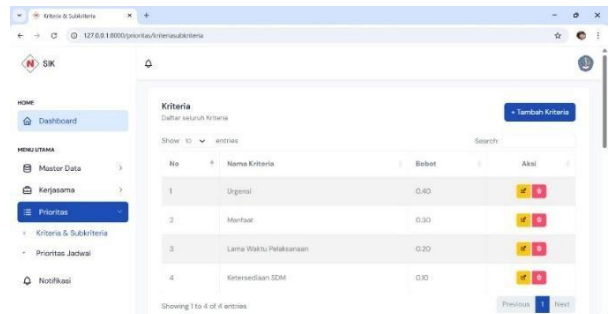 Kriteria & Subkriteria
127.0.0.1:8000/prioritas/kriteriasubkriteria
SIK
HOME
Dashboard
MENU UTAMA
Master Data
Kerjasama
Prioritas
Kriteria & Subkriteria
Prioritas Jadwal
Notifikasi
Kriteria
Daftar seluruh kriteria
+ Tambah Kriteria
Show 10 entries
Search:
No Nama Kriteria Bobot Aksi
1 Urgensi 0.40
2 Manfaat 0.30
3 Lama Waktu Pelaksanaan 0.20
4 Ketersediaan SDM 0.10
Showing 1 to 4 of 4 entries
Previous 1 Next